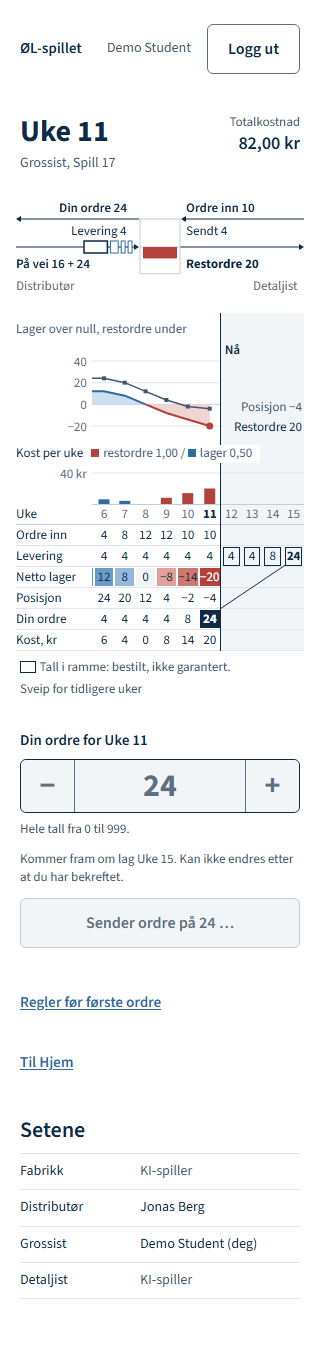 ØL-spillet Demo Student Logg ut
Uke 11
Grossist, Spill 17
Totalkostnad
82,00 kr
Din ordre 24 Ordre inn 10
Levering 4 Sendt 4
På vei 16 + 24 Restordre 20
Distributør Detaljist
Lager over null, restordre under
Nå
40
20
0
−20
Posisjon −4
Restordre 20
Kost per uke restordre 1,00 / lager 0,50
40 kr
Uke 6 7 8 9 10 11 12 13 14 15
Ordre inn 4 8 12 12 10 10
Levering 4 4 4 4 4 4 4 4 8 24
Netto lager 12 8 0 −8 −14 −20
Posisjon 24 20 12 4 −2 −4
Din ordre 4 4 4 4 8 24
Kost, kr 6 4 0 8 14 20
Tall i ramme: bestilt, ikke garantert.
Sveip for tidligere uker
Din ordre for Uke 11
− 24 +
Hele tall fra 0 til 999.
Kommer fram om lag Uke 15. Kan ikke endres etter
at du har bekreftet.
Sender ordre på 24 …
Regler før første ordre
Til Hjem
Setene
Fabrikk KI-spiller
Distributør Jonas Berg
Grossist Demo Student (deg)
Detaljist KI-spiller